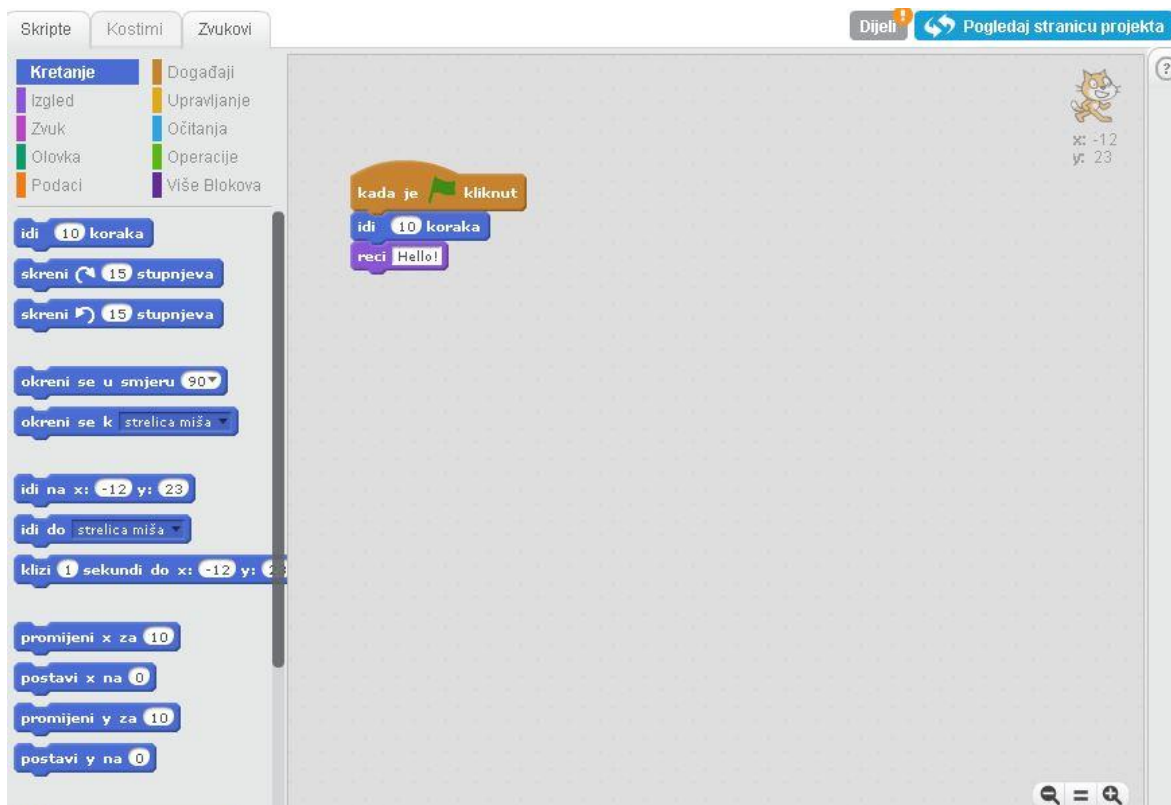 Skripte Kostimi Zvukovi Dijeli ! Pogledaj stranicu projekta
Kretanje Događaji
Izgled Upravljanje
Zvuk Očitanja
Olovka Operacije
Podaci Više Blokova
idi 10 koraka
skreni 15 stupnjeva
skreni 15 stupnjeva
okreni se u smjeru 90
okreni se k strelica miša
idi na x: -12 y: 23
idi do strelica miša
klizi 1 sekundi do x: -12 y:
promijeni x za 10
postavi x na 0
promijeni y za 10
postavi y na 0
kada je kliknut
idi 10 koraka
reci Hello!
x: -12
y: 23
?
=